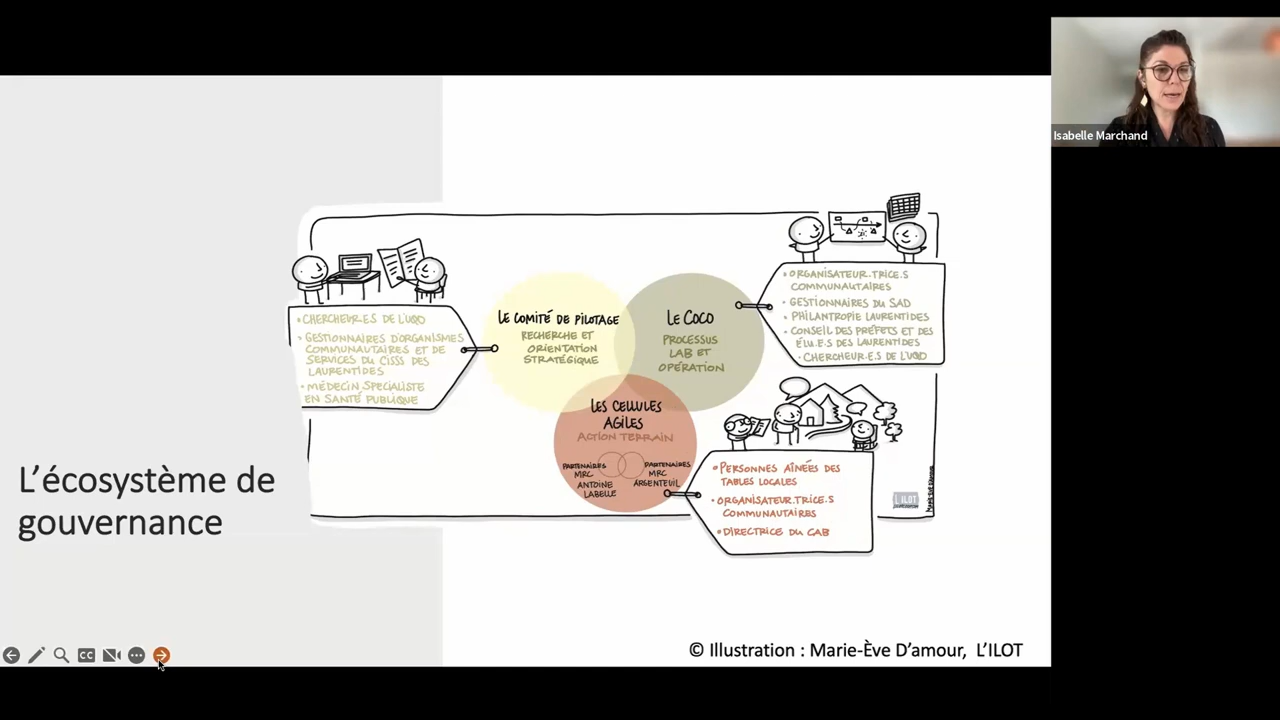 Isabelle Marchand
L'écosystème de
gouvernance
• CHERCHEUR·E·S DE L'UQO
• GESTIONNAIRES D'ORGANISMES
COMMUNAUTAIRES ET DE
SERVICES DU CISSS DES
LAURENTIDES
• MÉDECIN SPÉCIALISTE
EN SANTÉ PUBLIQUE
LE COMITÉ DE PILOTAGE
RECHERCHE ET
ORIENTATION
STRATÉGIQUE
LE COCO
PROCESSUS
LAB ET
OPÉRATION
• ORGANISATEUR.TRICE.S
COMMUNAUTAIRES
• GESTIONNAIRES DU SAD
• PHILANTROPIE LAURENTIDES
• CONSEIL DES PRÉFETS ET DES
ÉLU.E.S DES LAURENTIDES
• CHERCHEUR.E.S DE L'UQO
LES CELLULES
AGILES
ACTION TERRAIN
PARTENAIRES
MRC
ANTOINE
LABELLE
PARTENAIRES
MRC
ARGENTEUIL
• PERSONNES AÎNÉES DES
TABLES LOCALES
• ORGANISATEUR.TRICE.S
COMMUNAUTAIRES
• DIRECTRICE DU CAB
L'ILOT
CC
© Illustration : Marie-Ève D'amour, L'ILOT